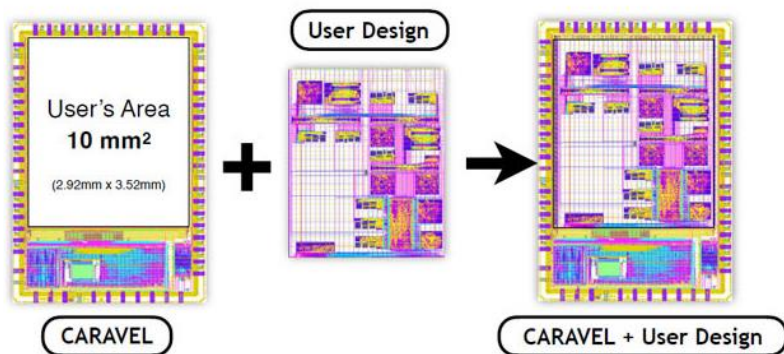 User Design
User's Area
10 mm²
(2.92mm x 3.52mm)
CARAVEL
CARAVEL + User Design